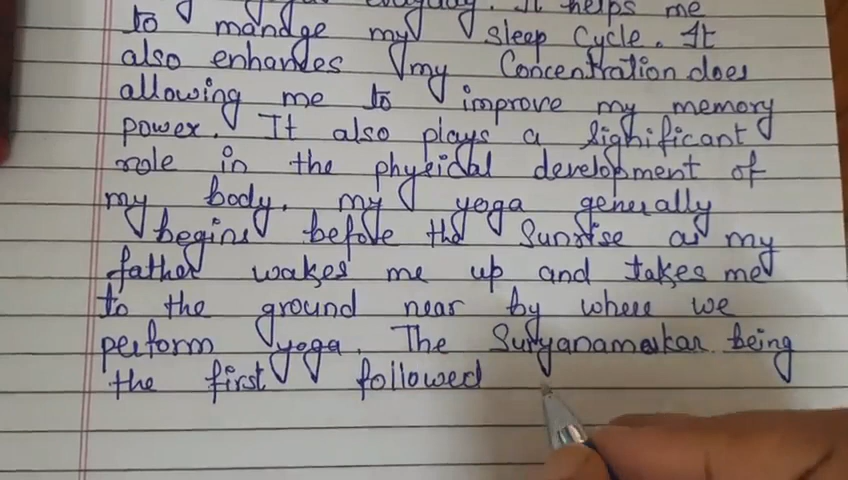 everyday. It helps me
to mandge my sleep Cycle. It
also enhances my Concentration does
allowing me to improve my memory
power. It also plays a significant
role in the physical development of
my body. my yoga generally
begins before the Sunrise as my
father wakes me up and takes me
to the ground near by where we
perform yoga. The Suryanamaskar being
the first followed